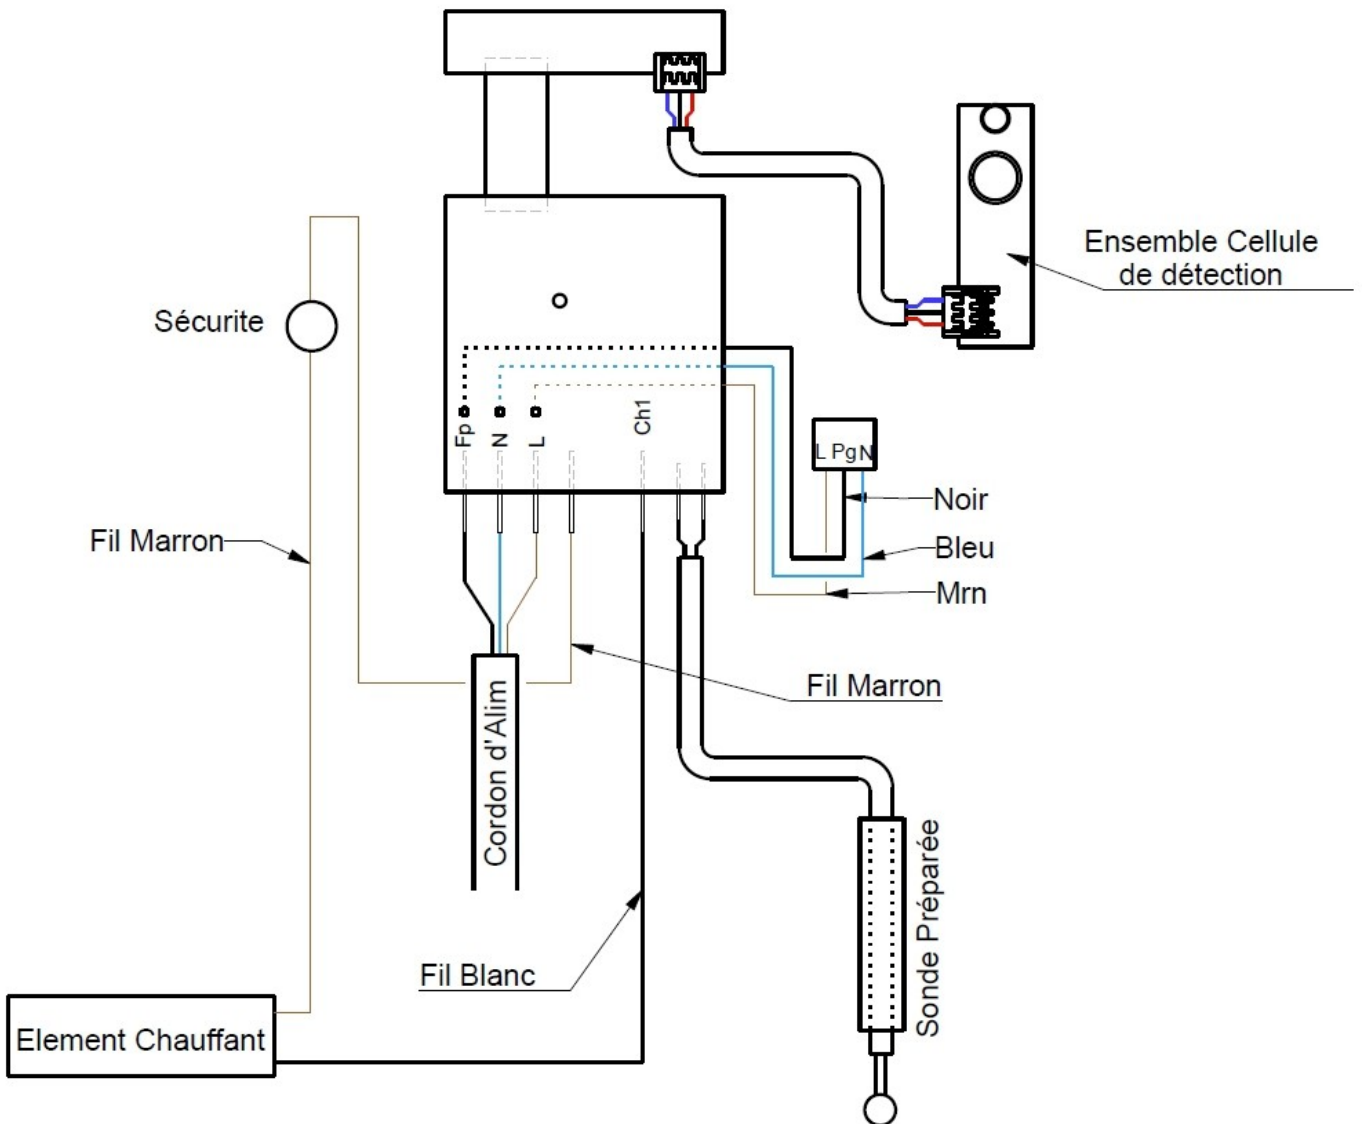 Ensemble Cellule
de détection
Sécurite
Fp
N
L
Ch1
L Pg N
Noir
Bleu
Mrn
Fil Marron
Fil Marron
Cordon d'Alim
Sonde Préparée
Fil Blanc
Element Chauffant